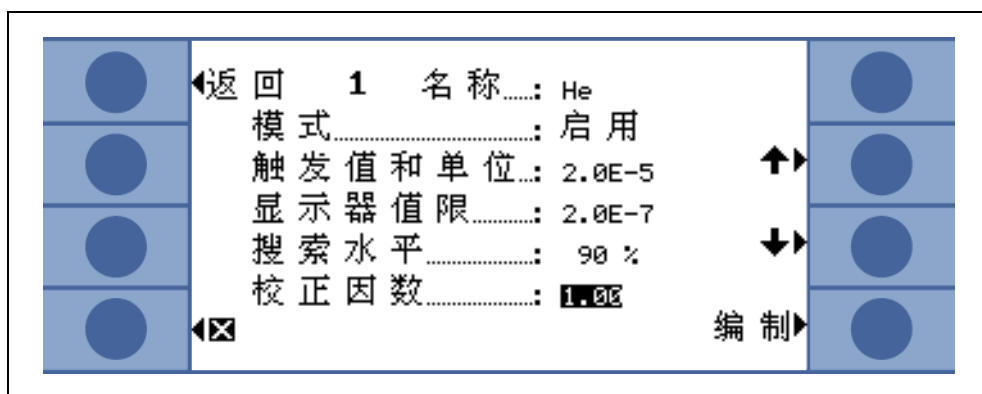 返回 1 名称……: He
模式……………………: 启用
触发值和单位…: 2.0E-5
显示器值限………: 2.0E-7
搜索水平……………: 90 %
校正因数……………: 1.00
编制